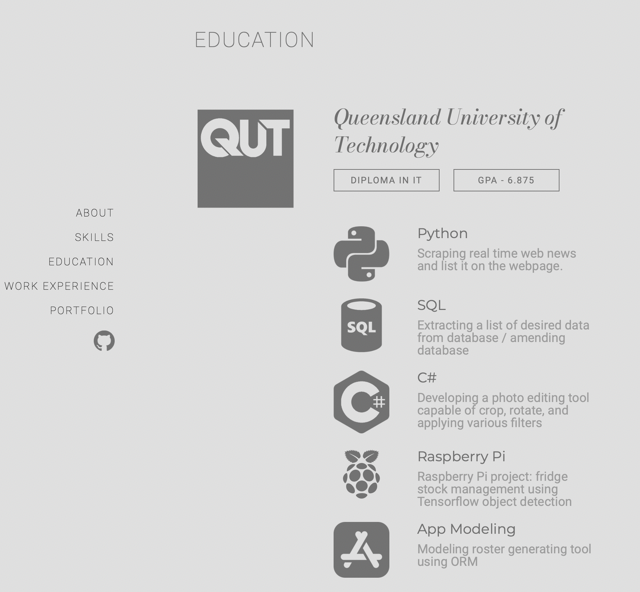 EDUCATION
QUT
Queensland University of
Technology
DIPLOMA IN IT
GPA - 6.875
ABOUT
SKILLS
EDUCATION
WORK EXPERIENCE
PORTFOLIO
Python
Scraping real time web news
and list it on the webpage.
SQL
SQL
Extracting a list of desired data
from database / amending
database
C#
C#
Developing a photo editing tool
capable of crop, rotate, and
applying various filters
Raspberry Pi
Raspberry Pi project: fridge
stock management using
Tensorflow object detection
App Modeling
Modeling roster generating tool
using ORM